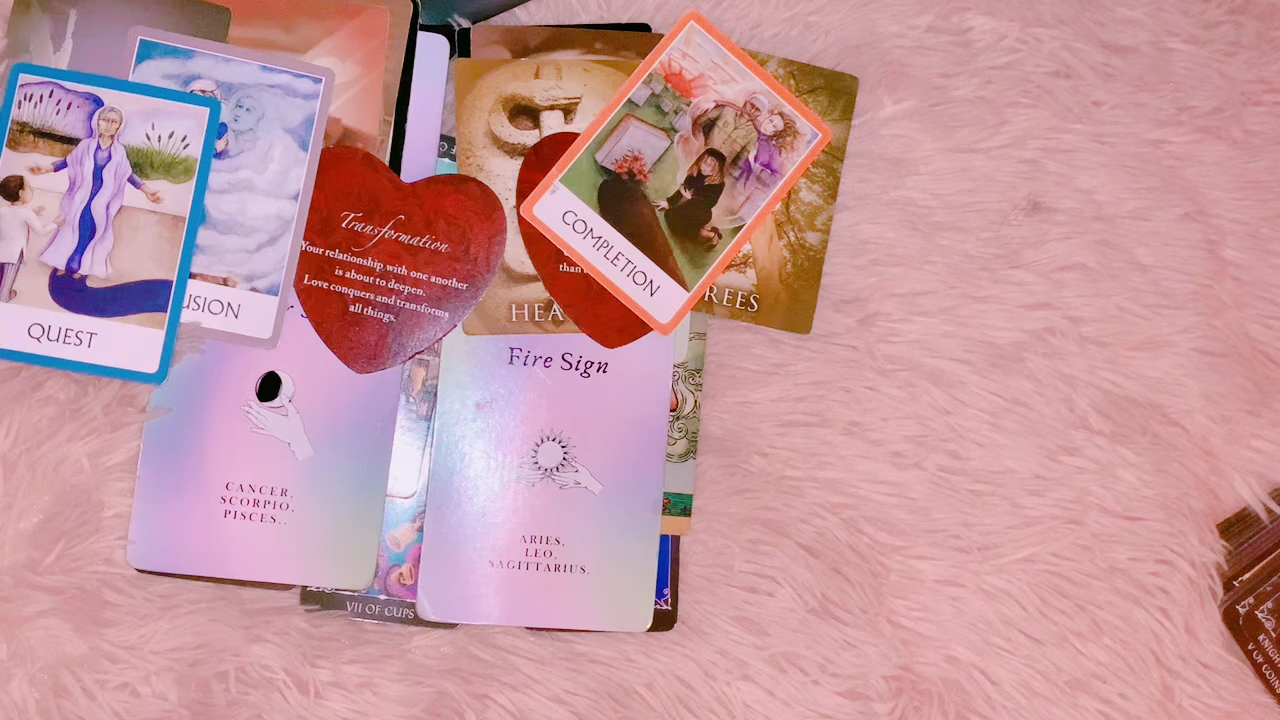 QUEST
USION
Transformation
Your relationship with one another
is about to deepen.
Love conquers and transforms
all things.
COMPLETION
than
HEA
REES
Fire Sign
CANCER,
SCORPIO,
PISCES..
ARIES,
LEO,
SAGITTARIUS.
VII OF CUPS
KNIGH
V OF COINS